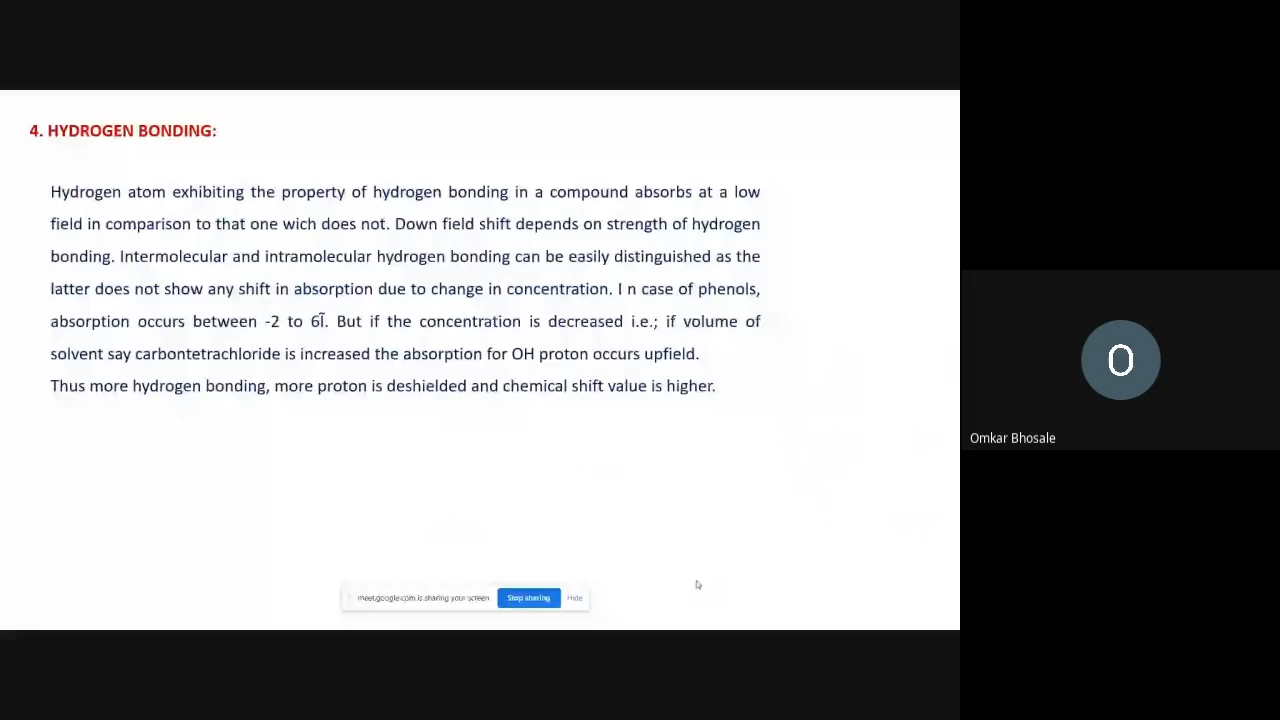 4. HYDROGEN BONDING:
Hydrogen atom exhibiting the property of hydrogen bonding in a compound absorbs at a low
field in comparison to that one wich does not. Down field shift depends on strength of hydrogen
bonding. Intermolecular and intramolecular hydrogen bonding can be easily distinguished as the
latter does not show any shift in absorption due to change in concentration. I n case of phenols,
absorption occurs between -2 to 6Ĩ. But if the concentration is decreased i.e.; if volume of
solvent say carbontetrachloride is increased the absorption for OH proton occurs upfield.
Thus more hydrogen bonding, more proton is deshielded and chemical shift value is higher.
meet.google.com is sharing your screen
Stop sharing
Hide
O
Omkar Bhosale